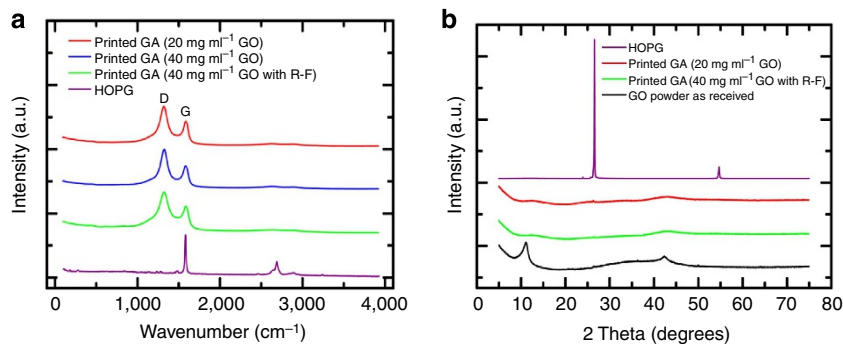 a
Printed GA (20 mg ml⁻¹ GO)
Printed GA (40 mg ml⁻¹ GO)
Printed GA (40 mg ml⁻¹ GO with R-F)
HOPG
D
G
Intensity (a.u.)
0 1,000 2,000 3,000 4,000
Wavenumber (cm⁻¹)
b
HOPG
Printed GA (20 mg ml⁻¹ GO)
Printed GA (40 mg ml⁻¹ GO with R-F)
GO powder as received
Intensity (a.u.)
0 10 20 30 40 50 60 70 80
2 Theta (degrees)